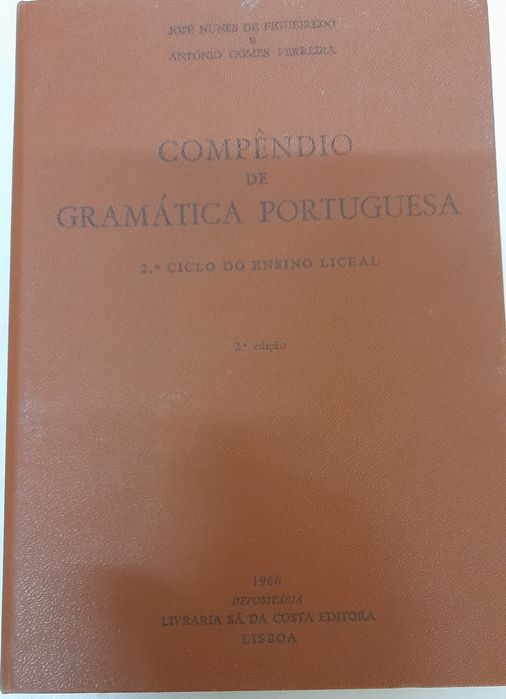 JOSÉ NUNES DE FIGUEIREDO
E
ANTÓNIO GOMES FERREIRA
COMPÊNDIO
DE
GRAMÁTICA PORTUGUESA
2.º CICLO DO ENSINO LICEAL
2.ª edição
1966
DEPOSITÁRIA
LIVRARIA SÁ DA COSTA EDITORA
LISBOA